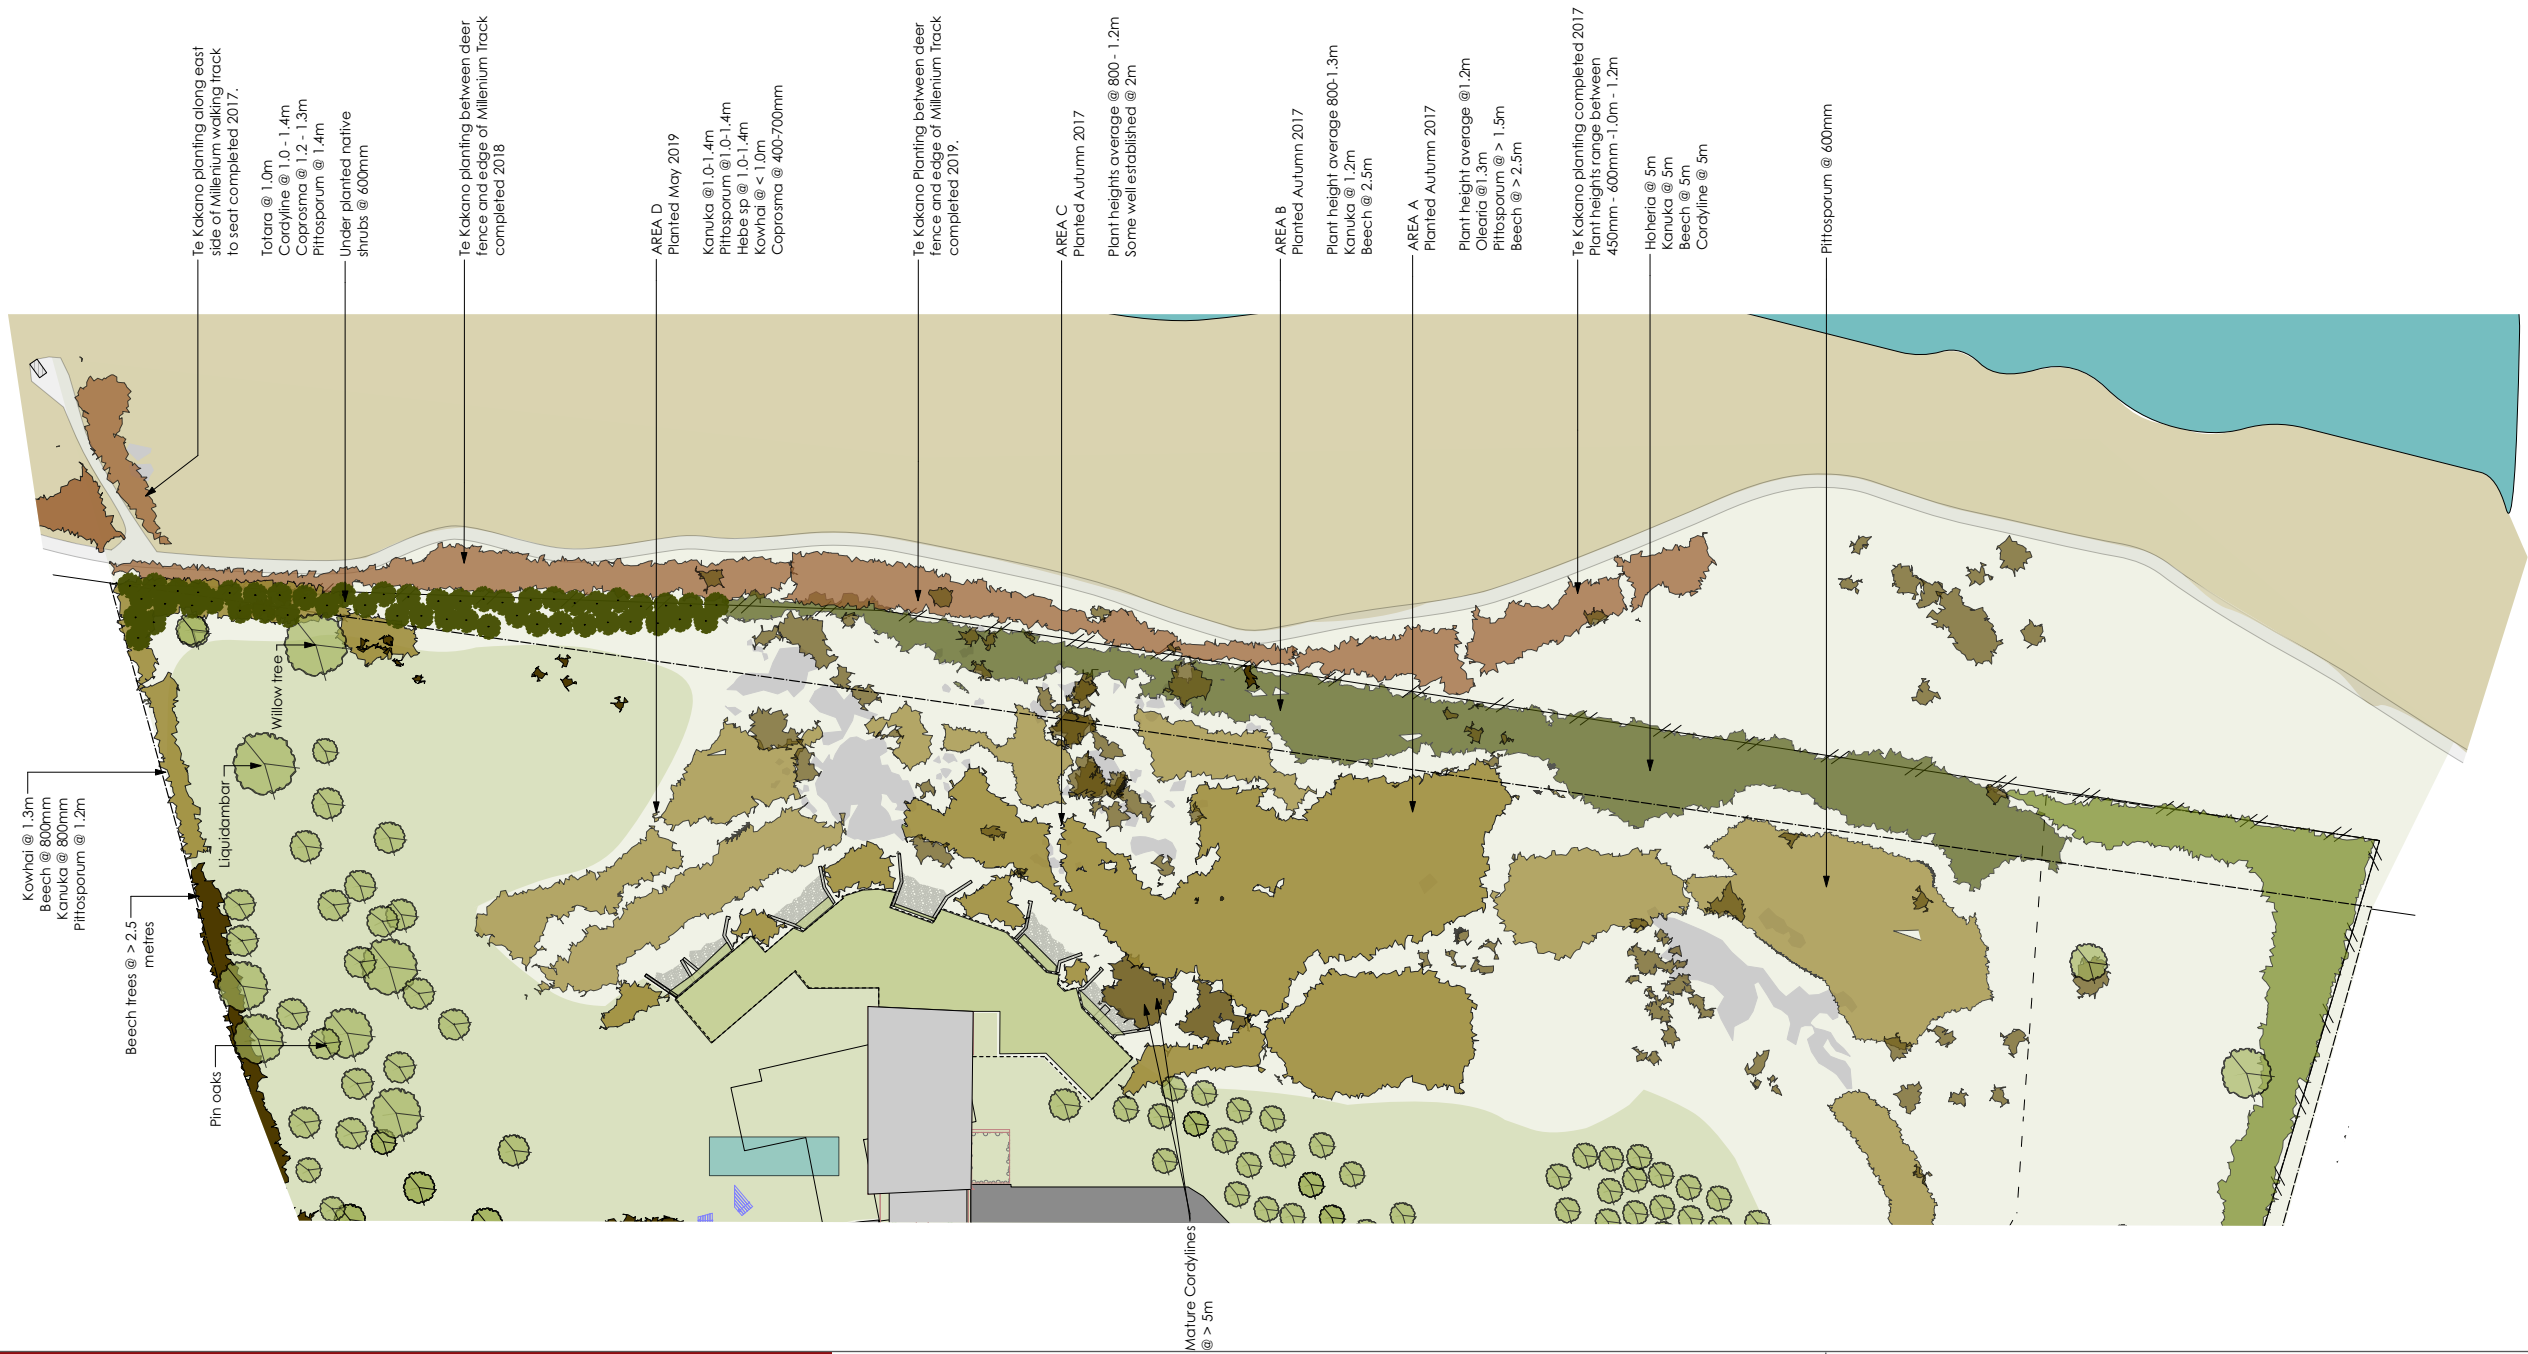 Te Kakano planting along east
side of Millenium walking track
to seat completed 2017.
Totara @ 1.0m
Cordyline @ 1.0 - 1.4m
Coprosma @ 1.2 - 1.3m
Pittosporum @ 1.4m
Under planted native
shrubs @ 600mm
Te Kakano planting between deer
fence and edge of Millenium Track
completed 2018
AREA D
Planted May 2019
Kanuka @1.0-1.4m
Pittosporum @1.0-1.4m
Hebe sp @ 1.0-1.4m
Kowhai @ < 1.0m
Coprosma @ 400-700mm
Te Kakano Planting between deer
fence and edge of Millenium Track
completed 2019.
AREA C
Planted Autumn 2017
Plant heights average @ 800 - 1.2m
Some well established @ 2m
AREA B
Planted Autumn 2017
Plant height average 800-1.3m
Kanuka @ 1.2m
Beech @ 2.5m
AREA A
Planted Autumn 2017
Plant height average @1.2m
Olearia @1.3m
Pittosporum @ > 1.5m
Beech @ > 2.5m
Te Kakano planting completed 2017
Plant heights range between
450mm - 600mm -1.0m - 1.2m
Hoheria @ 5m
Kanuka @ 5m
Beech @ 5m
Cordyline @ 5m
Pittosporum @ 600mm
Kowhai @ 1.3m
Beech @ 800mm
Kanuka @ 800mm
Pittosporum @ 1.2m
Beech trees @ > 2.5
metres
Pin oaks
Liquidambar
Willow tree
Mature Cordylines
@ > 5m